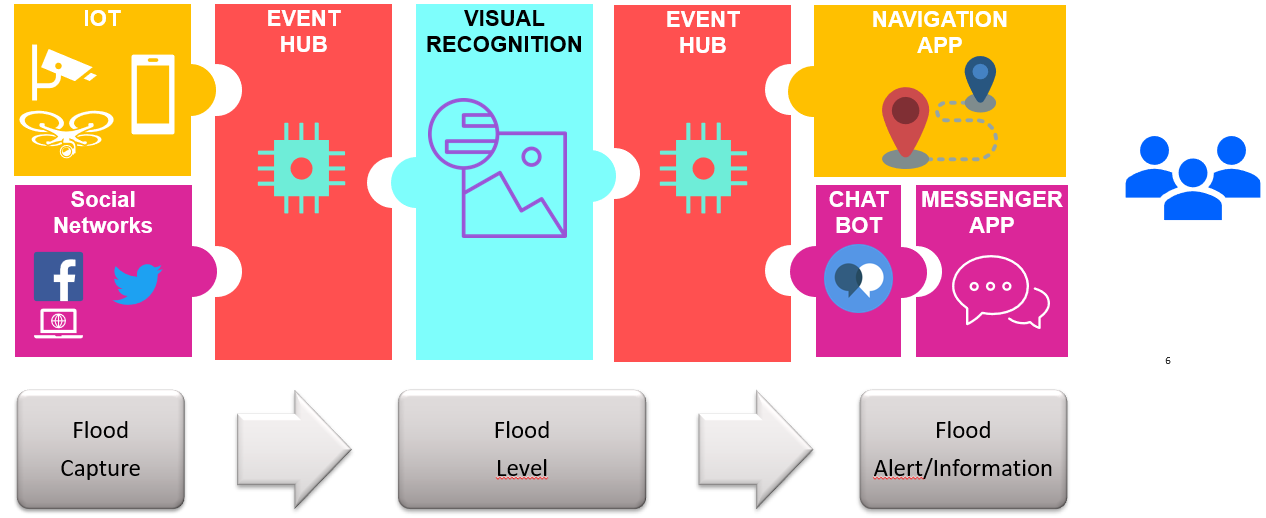 IOT
EVENT
HUB
VISUAL
RECOGNITION
EVENT
HUB
NAVIGATION
APP
Social
Networks
CHAT
BOT
MESSENGER
APP
6
Flood
Capture
Flood
Level
Flood
Alert/Information